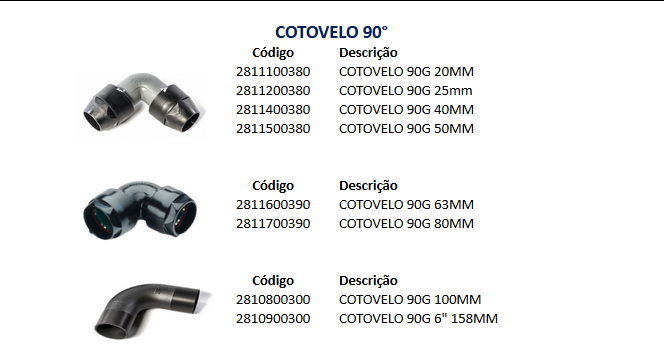 COTOVELO 90°
Código Descrição
2811100380 COTOVELO 90G 20MM
2811200380 COTOVELO 90G 25mm
2811400380 COTOVELO 90G 40MM
2811500380 COTOVELO 90G 50MM
Código Descrição
2811600390 COTOVELO 90G 63MM
2811700390 COTOVELO 90G 80MM
Código Descrição
2810800300 COTOVELO 90G 100MM
2810900300 COTOVELO 90G 6" 158MM